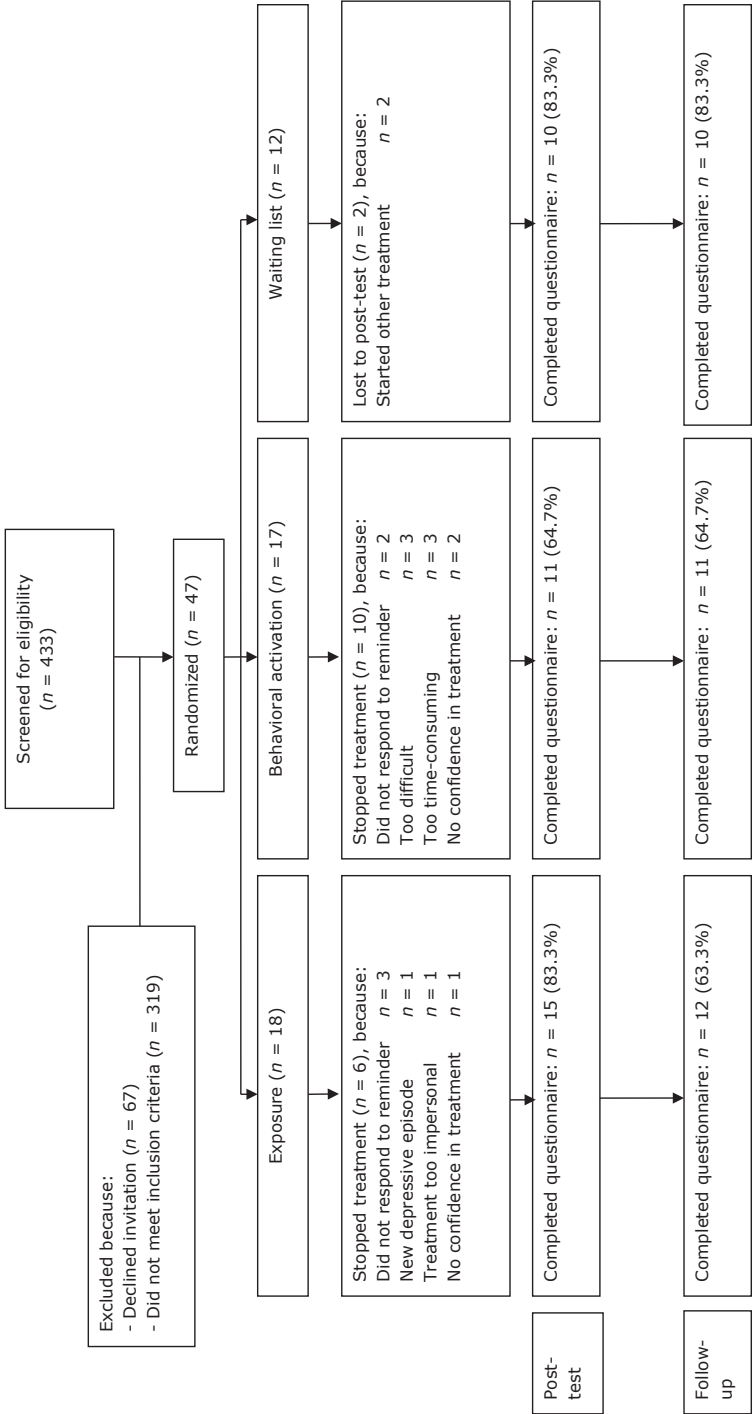 Screened for eligibility
(n = 433)
Excluded because:
- Declined invitation (n = 67)
- Did not meet inclusion criteria (n = 319)
Randomized (n = 47)
Exposure (n = 18)
Behavioral activation (n = 17)
Waiting list (n = 12)
Stopped treatment (n = 6), because:
Did not respond to reminder n = 3
New depressive episode n = 1
Treatment too impersonal n = 1
No confidence in treatment n = 1
Stopped treatment (n = 10), because:
Did not respond to reminder n = 2
Too difficult n = 3
Too time-consuming n = 3
No confidence in treatment n = 2
Lost to post-test (n = 2), because:
Started other treatment n = 2
Post-
test
Completed questionnaire: n = 15 (83.3%)
Completed questionnaire: n = 11 (64.7%)
Completed questionnaire: n = 10 (83.3%)
Follow-
up
Completed questionnaire: n = 12 (63.3%)
Completed questionnaire: n = 11 (64.7%)
Completed questionnaire: n = 10 (83.3%)